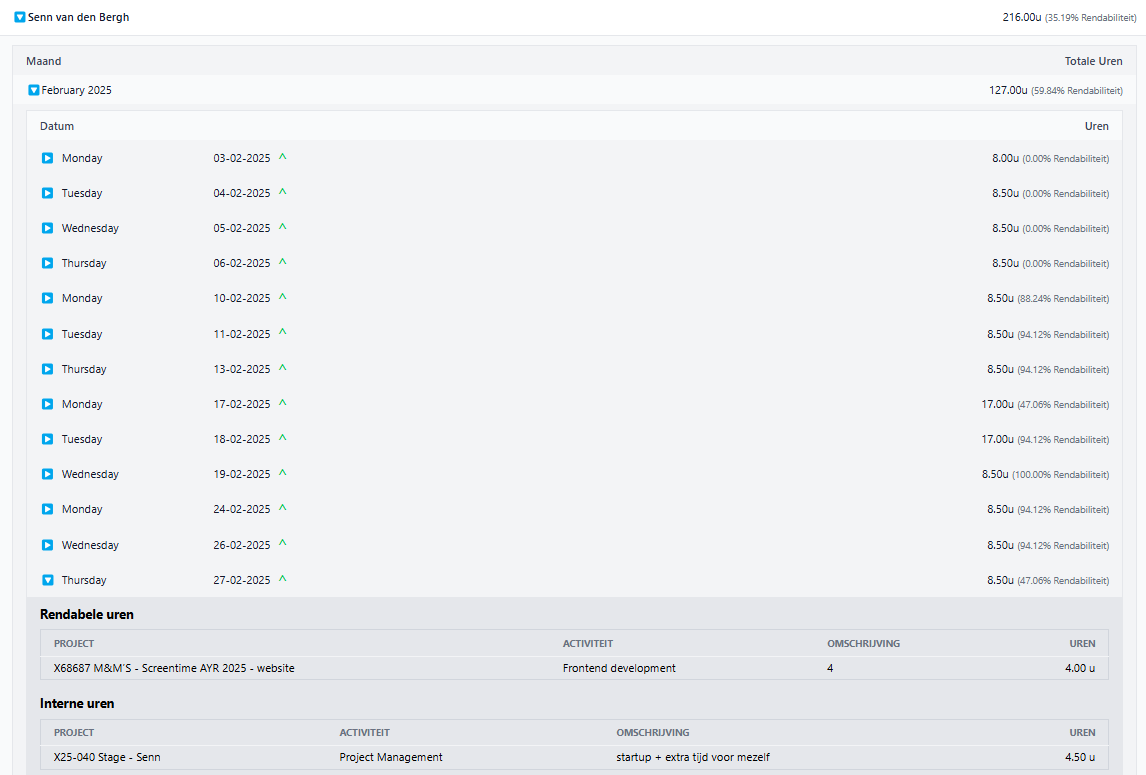 Senn van den Bergh 216.00u (35.19% Rendabiliteit)
Maand Totale Uren
February 2025 127.00u (59.84% Rendabiliteit)
Datum Uren
Monday 03-02-2025 ^ 8.00u (0.00% Rendabiliteit)
Tuesday 04-02-2025 ^ 8.50u (0.00% Rendabiliteit)
Wednesday 05-02-2025 ^ 8.50u (0.00% Rendabiliteit)
Thursday 06-02-2025 ^ 8.50u (0.00% Rendabiliteit)
Monday 10-02-2025 ^ 8.50u (88.24% Rendabiliteit)
Tuesday 11-02-2025 ^ 8.50u (94.12% Rendabiliteit)
Thursday 13-02-2025 ^ 8.50u (94.12% Rendabiliteit)
Monday 17-02-2025 ^ 17.00u (47.06% Rendabiliteit)
Tuesday 18-02-2025 ^ 17.00u (94.12% Rendabiliteit)
Wednesday 19-02-2025 ^ 8.50u (100.00% Rendabiliteit)
Monday 24-02-2025 ^ 8.50u (94.12% Rendabiliteit)
Wednesday 26-02-2025 ^ 8.50u (94.12% Rendabiliteit)
Thursday 27-02-2025 ^ 8.50u (47.06% Rendabiliteit)
Rendabele uren
PROJECT ACTIVITEIT OMSCHRIJVING UREN
X68687 M&M'S - Screentime AYR 2025 - website Frontend development 4 4.00 u
Interne uren
PROJECT ACTIVITEIT OMSCHRIJVING UREN
X25-040 Stage - Senn Project Management startup + extra tijd voor mezelf 4.50 u